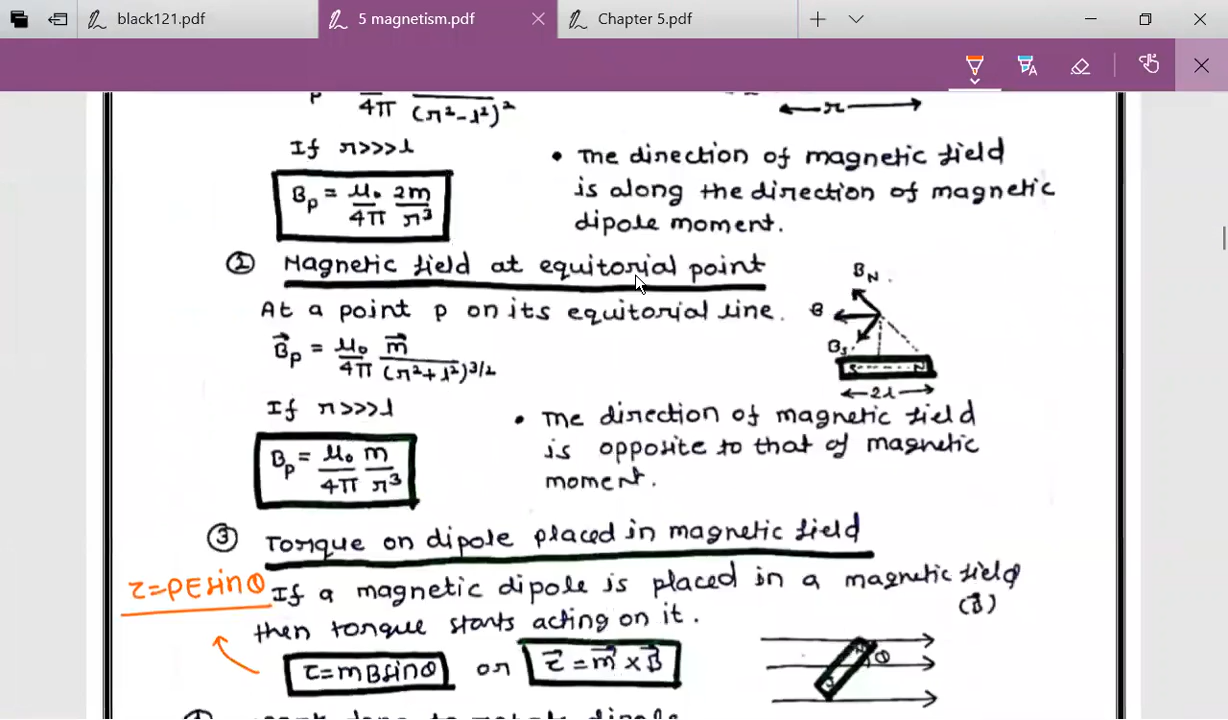 black121.pdf
5 magnetism.pdf
Chapter 5.pdf
p 4π (r²-l²)²
r
If r>>>l
• The direction of magnetic field
is along the direction of magnetic
dipole moment.
Bp = μ₀/4π 2m/r³
② Magnetic field at equitorial point
At a point p on its equitorial line.
B⃗p = μ₀/4π m⃗/(r²+l²)^3/2
BN
B
Bs
S N
2l
If r>>>l
• The direction of magnetic field
is opposite to that of magnetic
moment.
Bp = μ₀/4π m/r³
③ Torque on dipole placed in magnetic field
τ=PEsinθ
If a magnetic dipole is placed in a magnetic field
(B⃗)
then torque starts acting on it.
τ=mBsinθ or τ⃗ = m⃗ × B⃗
θ